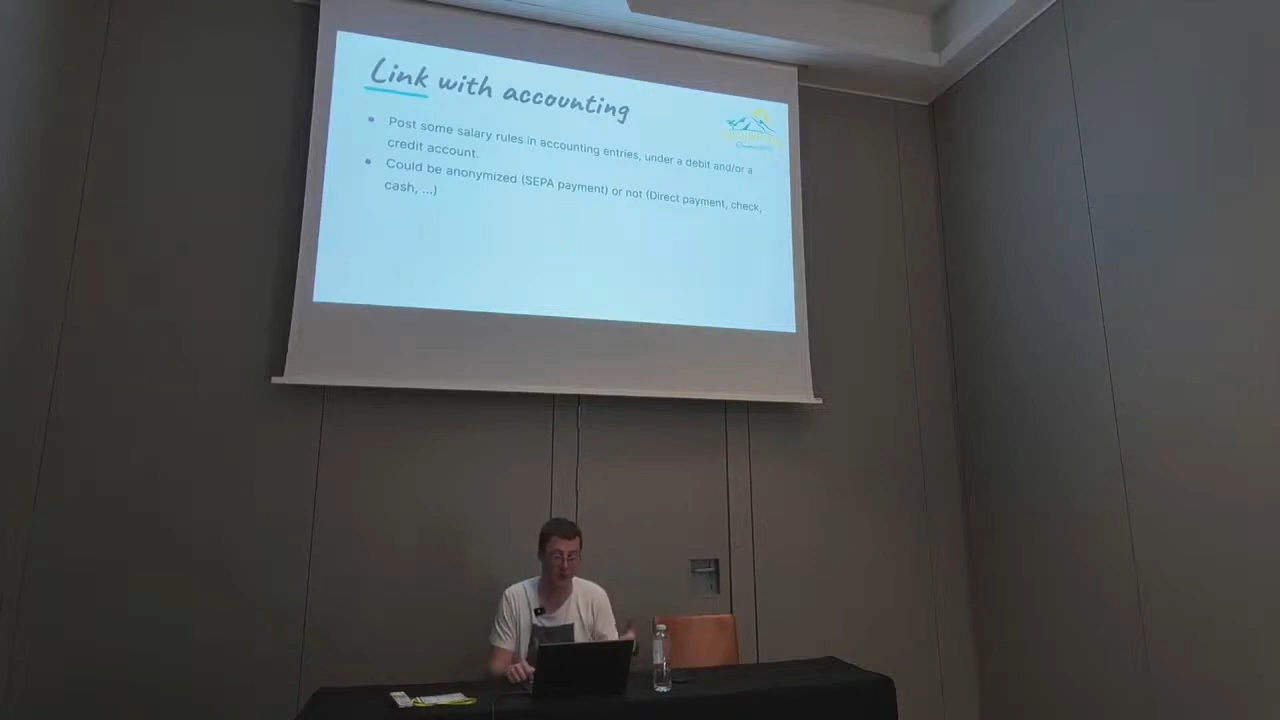 Link with accounting
Post some salary rules in accounting entries, under a debit and/or a
credit account.
Could be anonymized (SEPA payment) or not (Direct payment, check,
cash, ...)